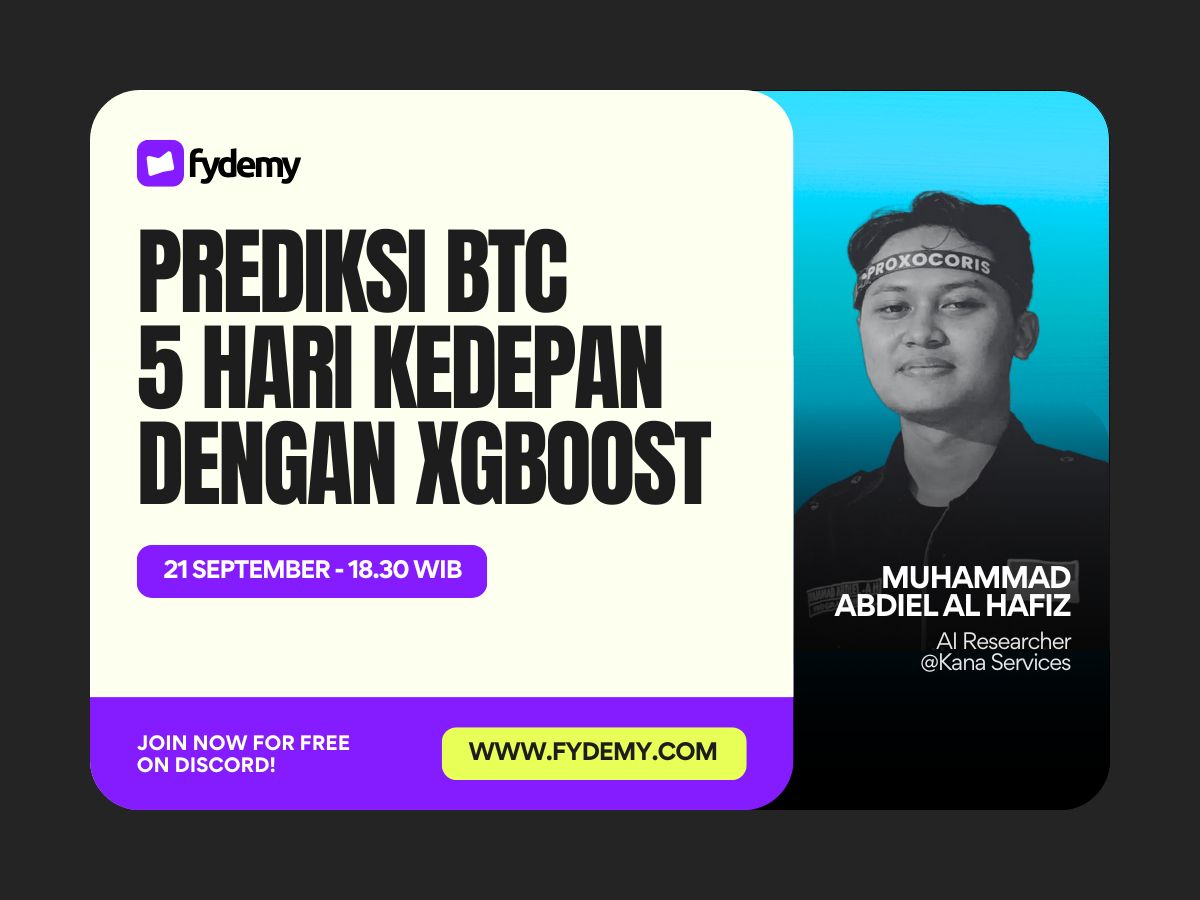 fydemy
PREDIKSI BTC
5 HARI KEDEPAN
DENGAN XGBOOST
21 SEPTEMBER - 18.30 WIB
JOIN NOW FOR FREE
ON DISCORD!
WWW.FYDEMY.COM
PROXOCORIS
MUHAMMAD
ABDIEL AL HAFIZ
AI Researcher
@Kana Services